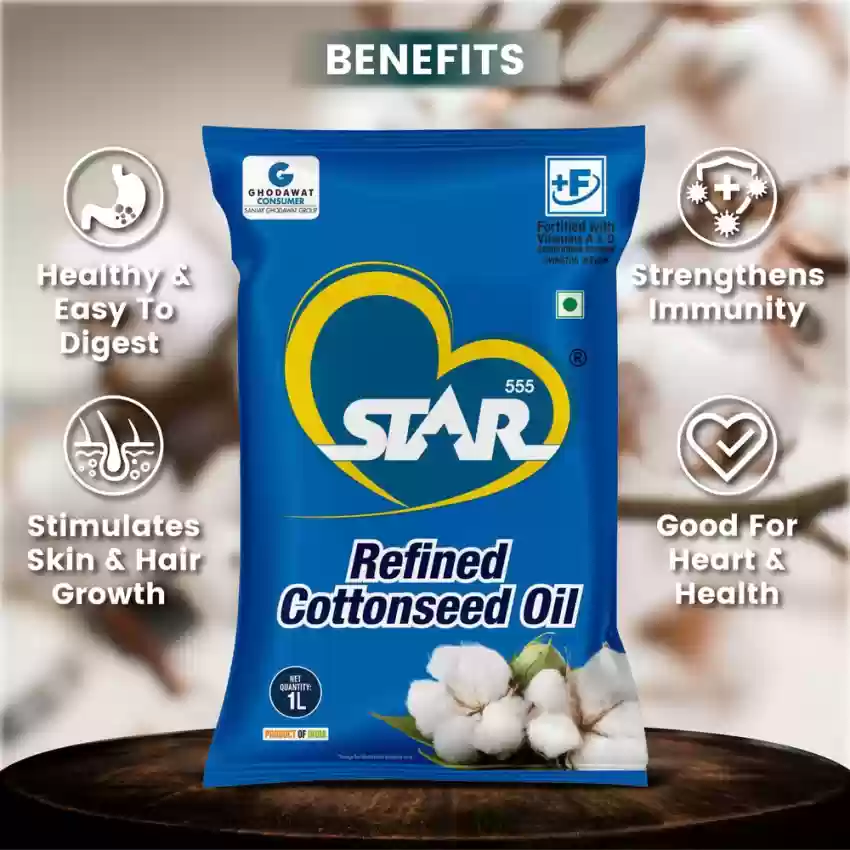 BENEFITS
G
GHODAWAT
CONSUMER
SANJAY GHODAWAT GROUP
+F
Fortified with
Vitamins A & D
Healthy &
Easy To
Digest
Strengthens
Immunity
®
555
STAR
Stimulates
Skin & Hair
Growth
Good For
Heart &
Health
Refined
Cottonseed Oil
NET
QUANTITY:
1L
PRODUCT OF INDIA